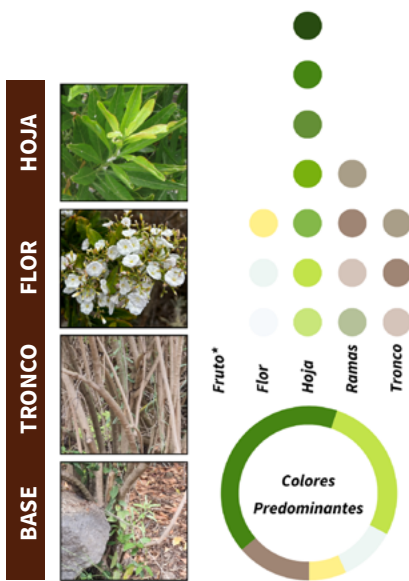 HOJA
FLOR
TRONCO
BASE
Fruto*
Flor
Hoja
Ramas
Tronco
Colores
Predominantes